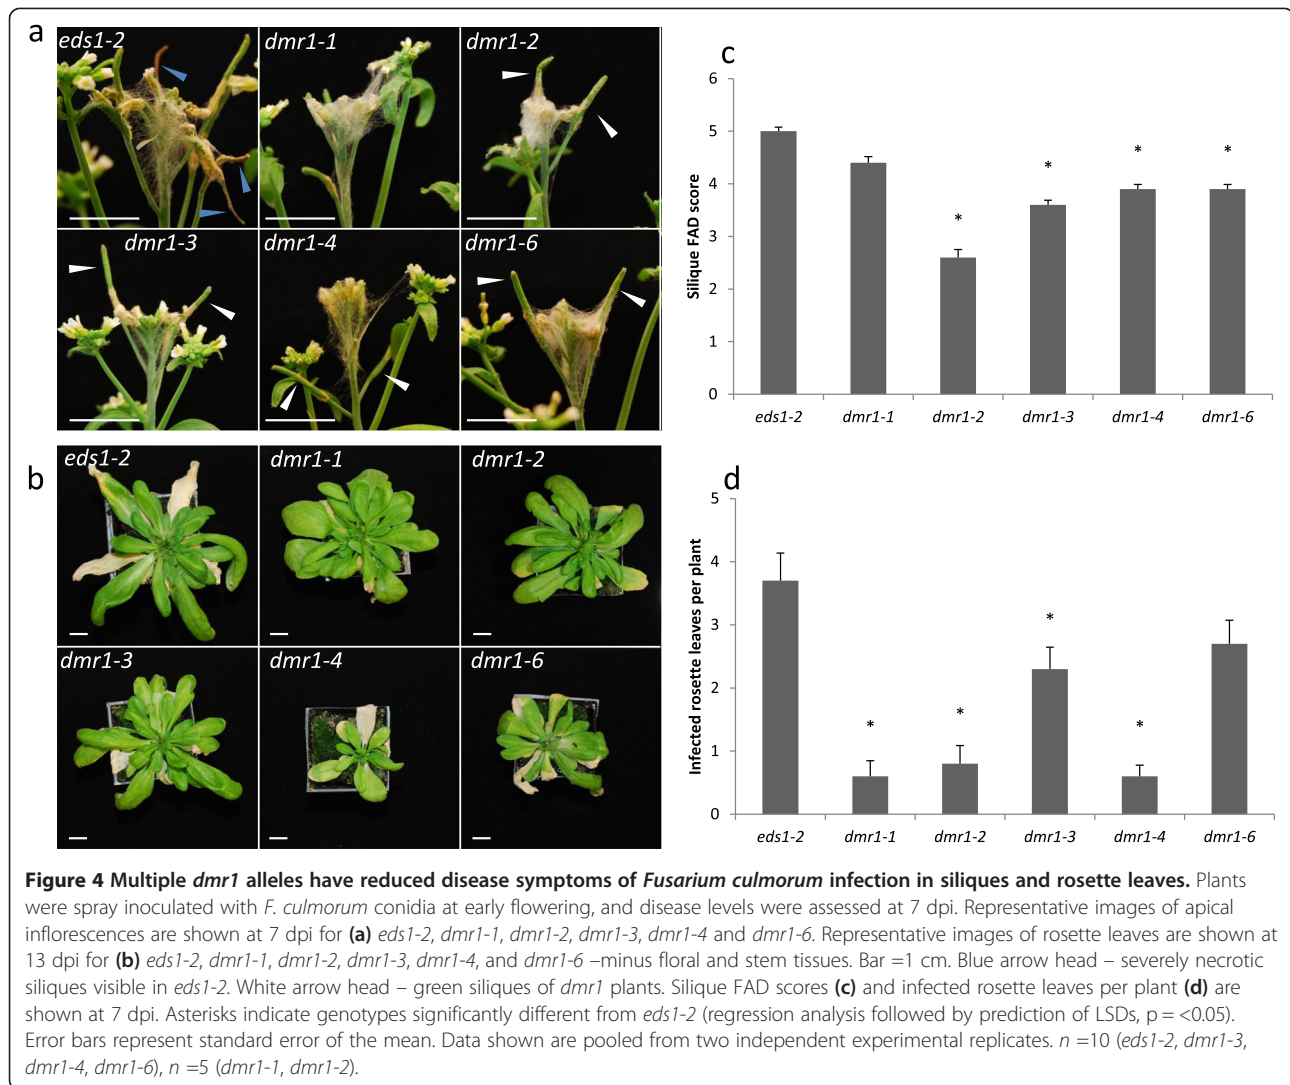 a
eds1-2
dmr1-1
dmr1-2
dmr1-3
dmr1-4
dmr1-6
b
eds1-2
dmr1-1
dmr1-2
dmr1-3
dmr1-4
dmr1-6
c
Silique FAD score
6
5
4
3
2
1
0
*
*
*
*
eds1-2 dmr1-1 dmr1-2 dmr1-3 dmr1-4 dmr1-6
d
Infected rosette leaves per plant
5
4
3
2
1
0
*
*
*
*
eds1-2 dmr1-1 dmr1-2 dmr1-3 dmr1-4 dmr1-6
Figure 4 Multiple dmr1 alleles have reduced disease symptoms of Fusarium culmorum infection in siliques and rosette leaves. Plants
were spray inoculated with F. culmorum conidia at early flowering, and disease levels were assessed at 7 dpi. Representative images of apical
inflorescences are shown at 7 dpi for (a) eds1-2, dmr1-1, dmr1-2, dmr1-3, dmr1-4 and dmr1-6. Representative images of rosette leaves are shown at
13 dpi for (b) eds1-2, dmr1-1, dmr1-2, dmr1-3, dmr1-4, and dmr1-6 –minus floral and stem tissues. Bar =1 cm. Blue arrow head – severely necrotic
siliques visible in eds1-2. White arrow head – green siliques of dmr1 plants. Silique FAD scores (c) and infected rosette leaves per plant (d) are
shown at 7 dpi. Asterisks indicate genotypes significantly different from eds1-2 (regression analysis followed by prediction of LSDs, p = <0.05).
Error bars represent standard error of the mean. Data shown are pooled from two independent experimental replicates. n =10 (eds1-2, dmr1-3,
dmr1-4, dmr1-6), n =5 (dmr1-1, dmr1-2).